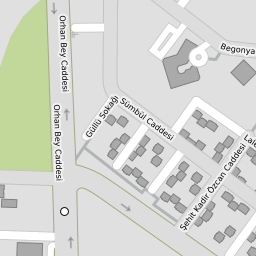 Orhan Bey Caddesi
Begonya
Orhan Bey Caddesi
Güllü Sokağı
Sümbül Caddesi
Lale
Şehit Kadir Özcan Caddesi